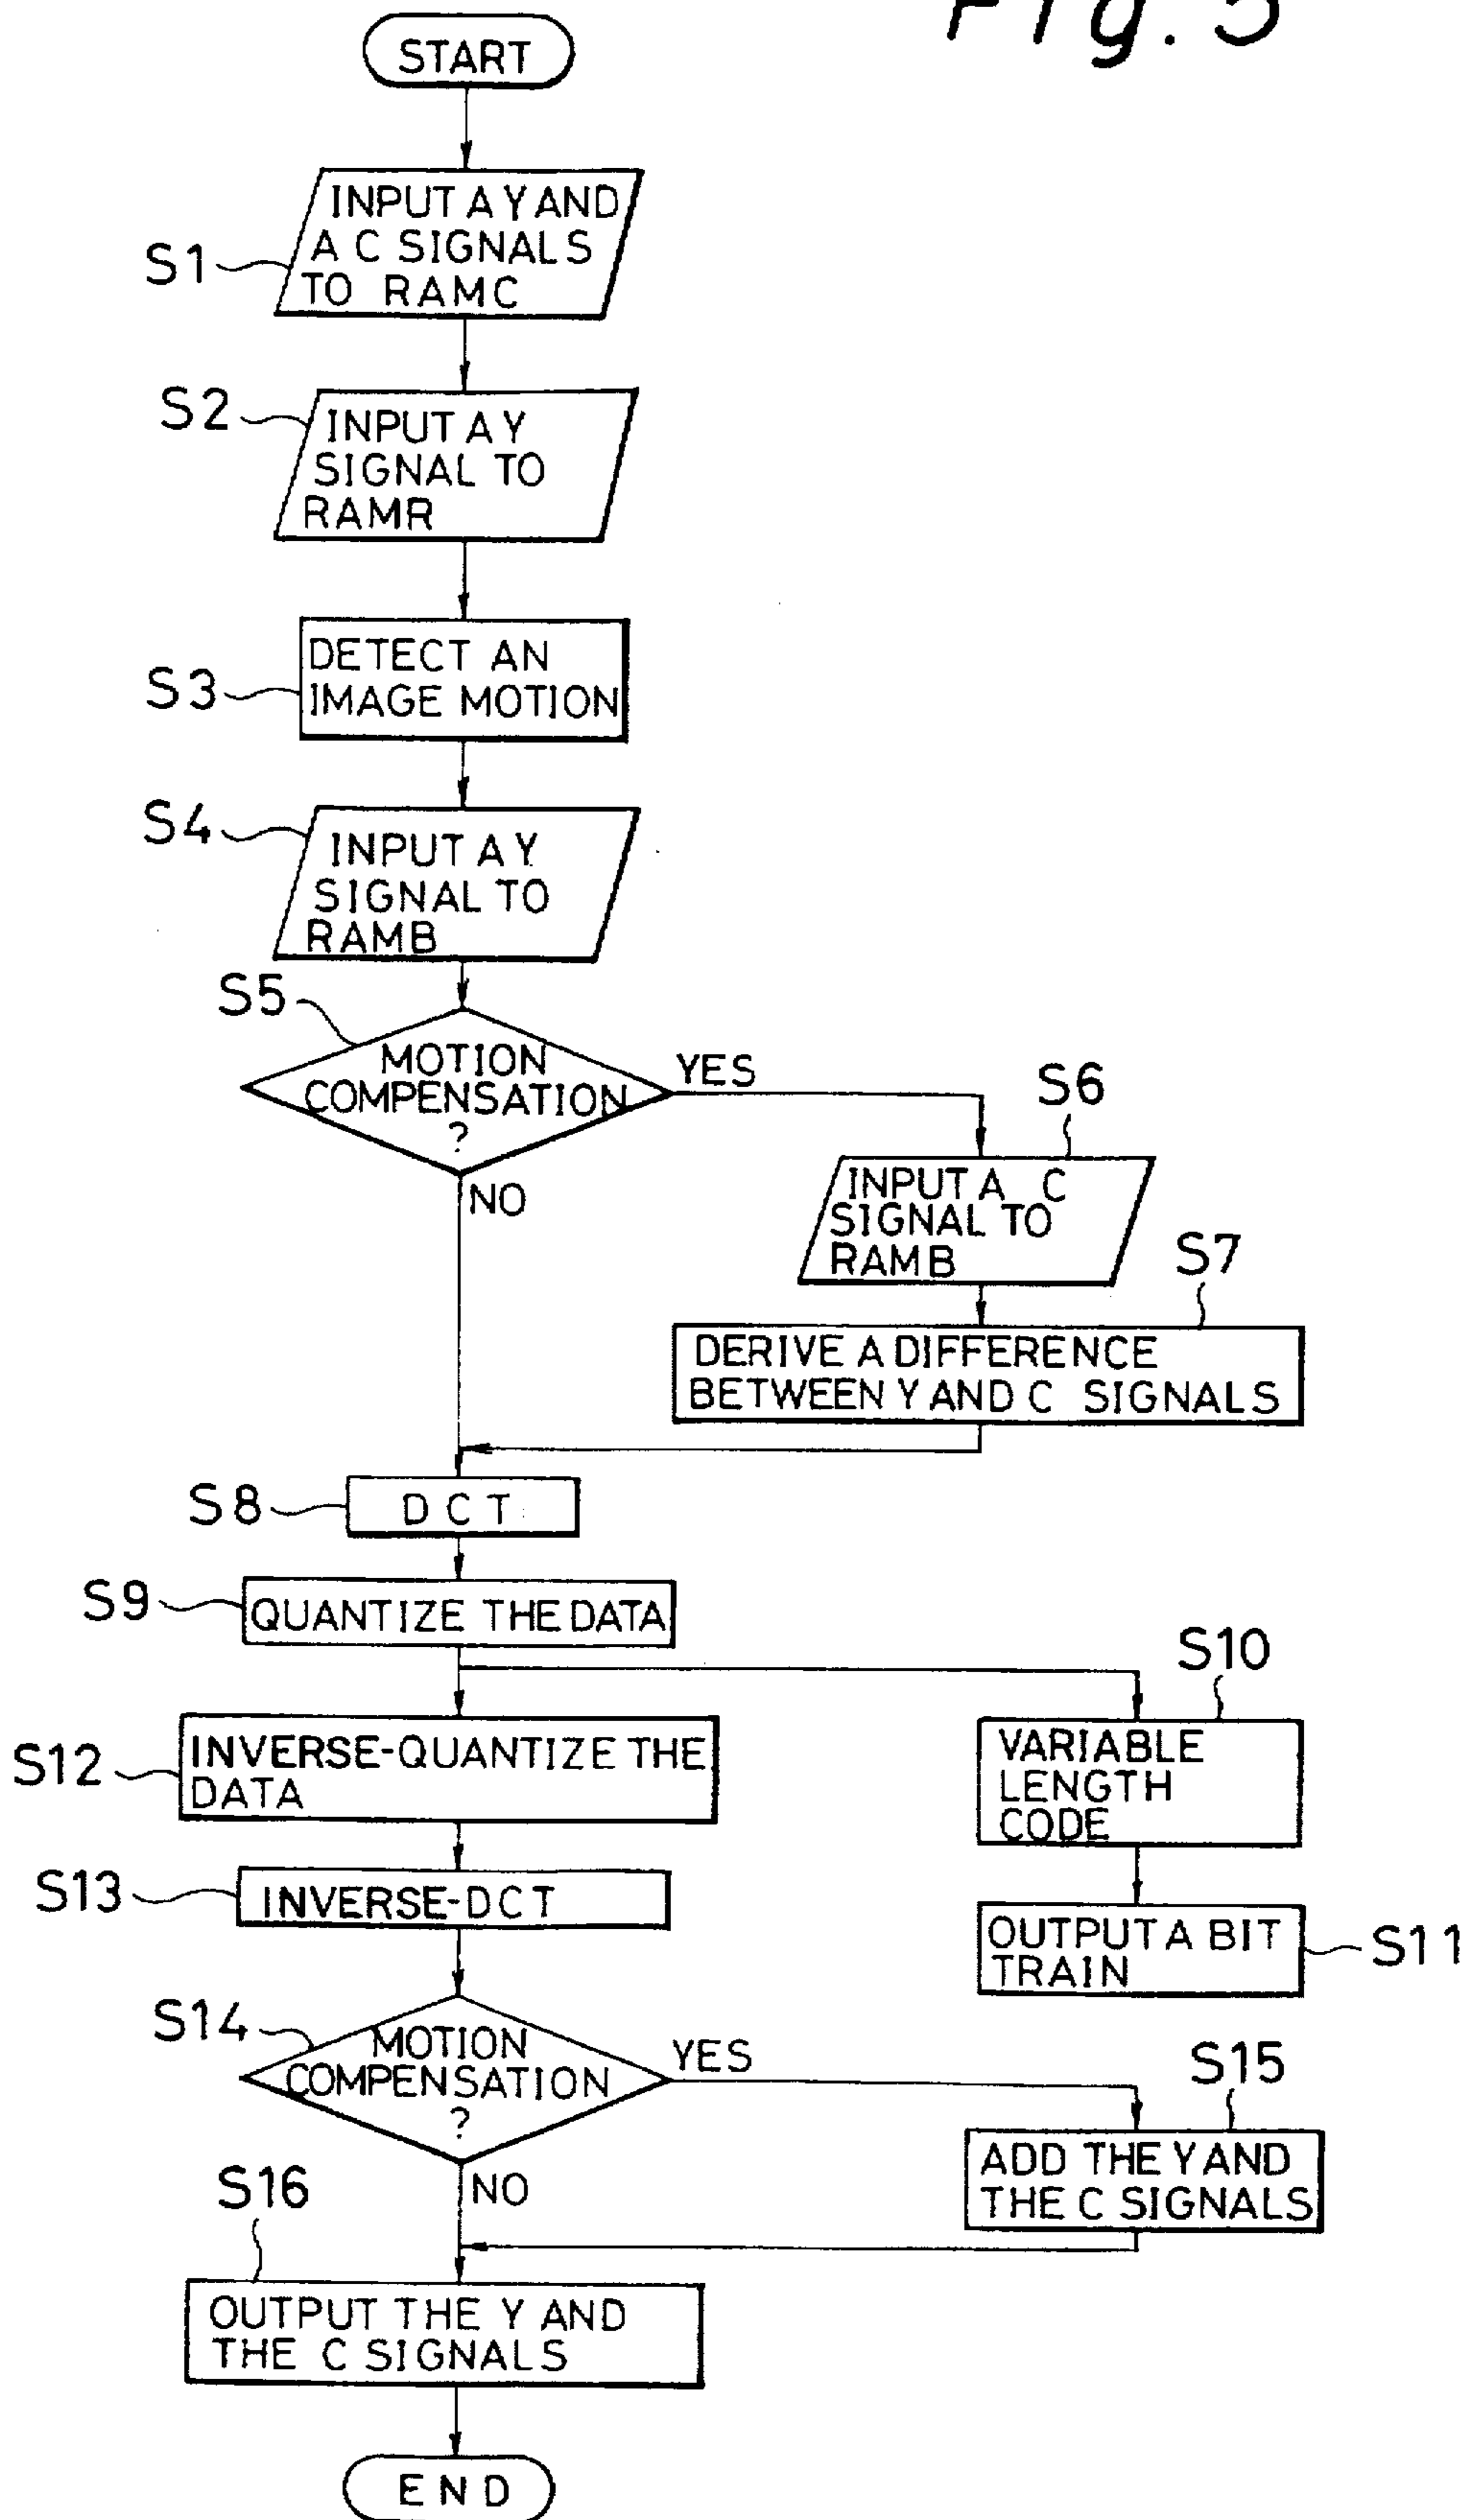 Fig. 5
START
S1
INPUT A Y AND
A C SIGNALS
TO RAMC
S2
INPUT A Y
SIGNAL TO
RAMR
S3
DETECT AN
IMAGE MOTION
S4
INPUT A Y
SIGNAL TO
RAMB
S5
MOTION
COMPENSATION
?
YES
NO
S6
INPUT A C
SIGNAL TO
RAMB
S7
DERIVE A DIFFERENCE
BETWEEN Y AND C SIGNALS
S8
DCT
S9
QUANTIZE THE DATA
S10
VARIABLE
LENGTH
CODE
S11
OUTPUT A BIT
TRAIN
S12
INVERSE-QUANTIZE THE
DATA
S13
INVERSE-DCT
S14
MOTION
COMPENSATION
?
YES
NO
S15
ADD THE Y AND
THE C SIGNALS
S16
OUTPUT THE Y AND
THE C SIGNALS
END